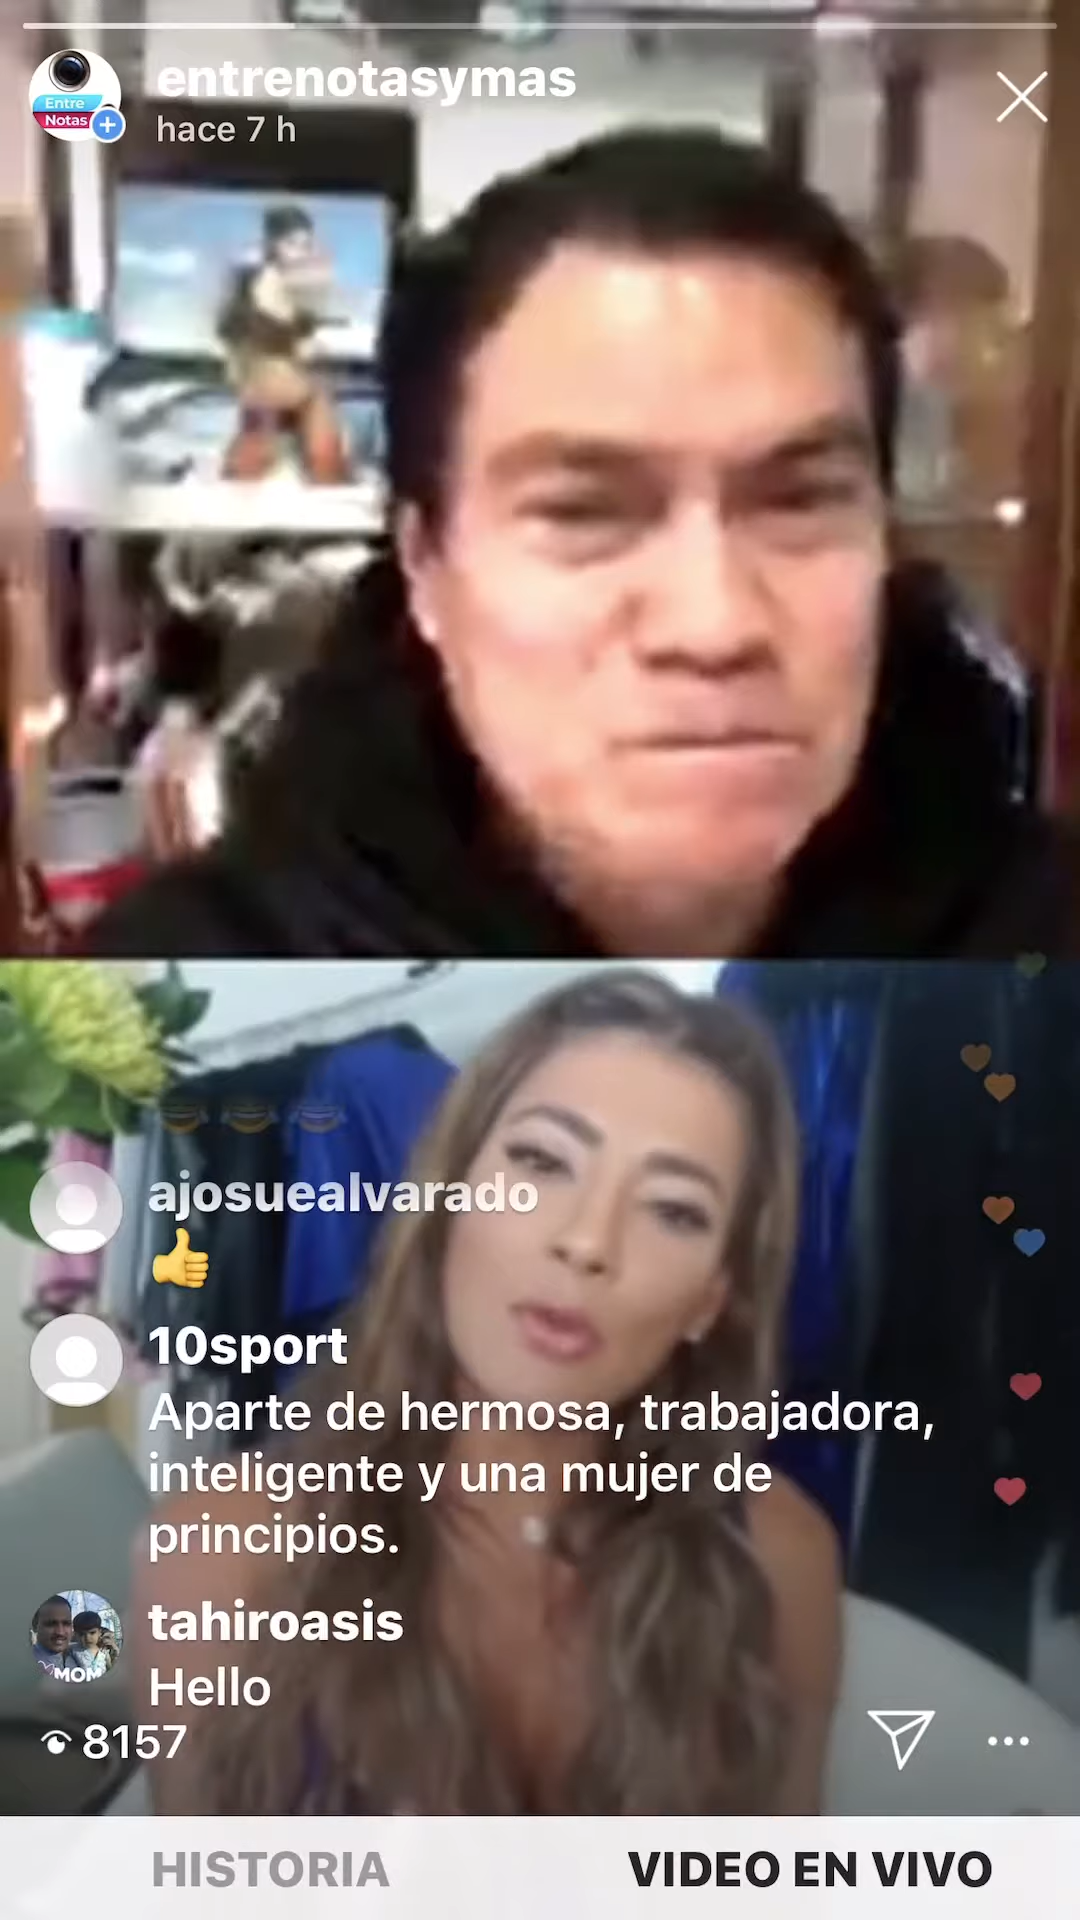 entrenotasymas
hace 7 h
Entre
Notas
ajosuealvarado
10sport
Aparte de hermosa, trabajadora,
inteligente y una mujer de
principios.
tahiroasis
MOM
Hello
8157
HISTORIA
VIDEO EN VIVO